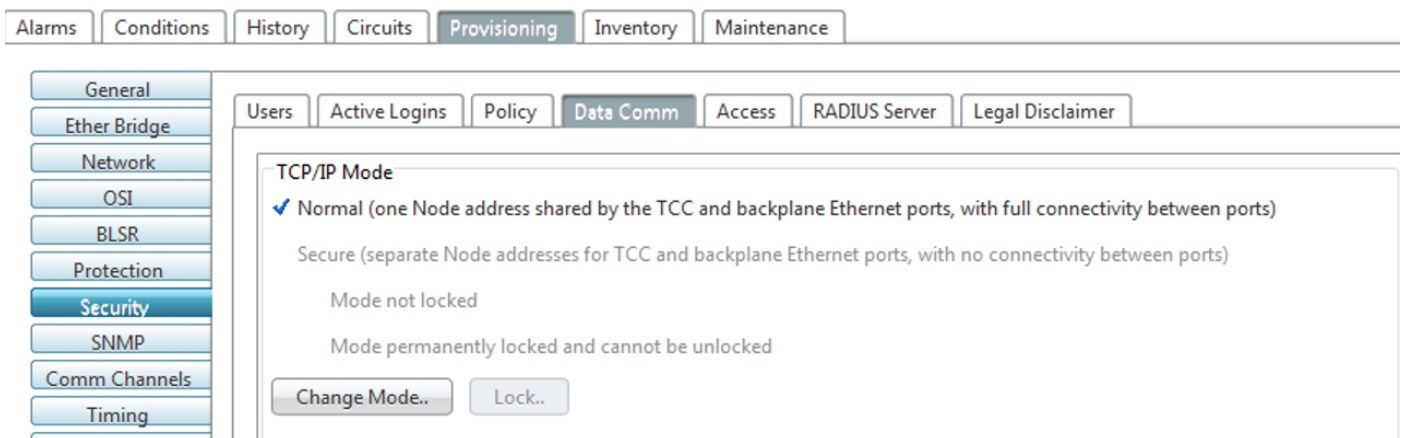 Alarms Conditions History Circuits Provisioning Inventory Maintenance
General
Ether Bridge
Network
OSI
BLSR
Protection
Security
SNMP
Comm Channels
Timing
Users Active Logins Policy Data Comm Access RADIUS Server Legal Disclaimer
TCP/IP Mode
Normal (one Node address shared by the TCC and backplane Ethernet ports, with full connectivity between ports)
Secure (separate Node addresses for TCC and backplane Ethernet ports, with no connectivity between ports)
Mode not locked
Mode permanently locked and cannot be unlocked
Change Mode.. Lock..